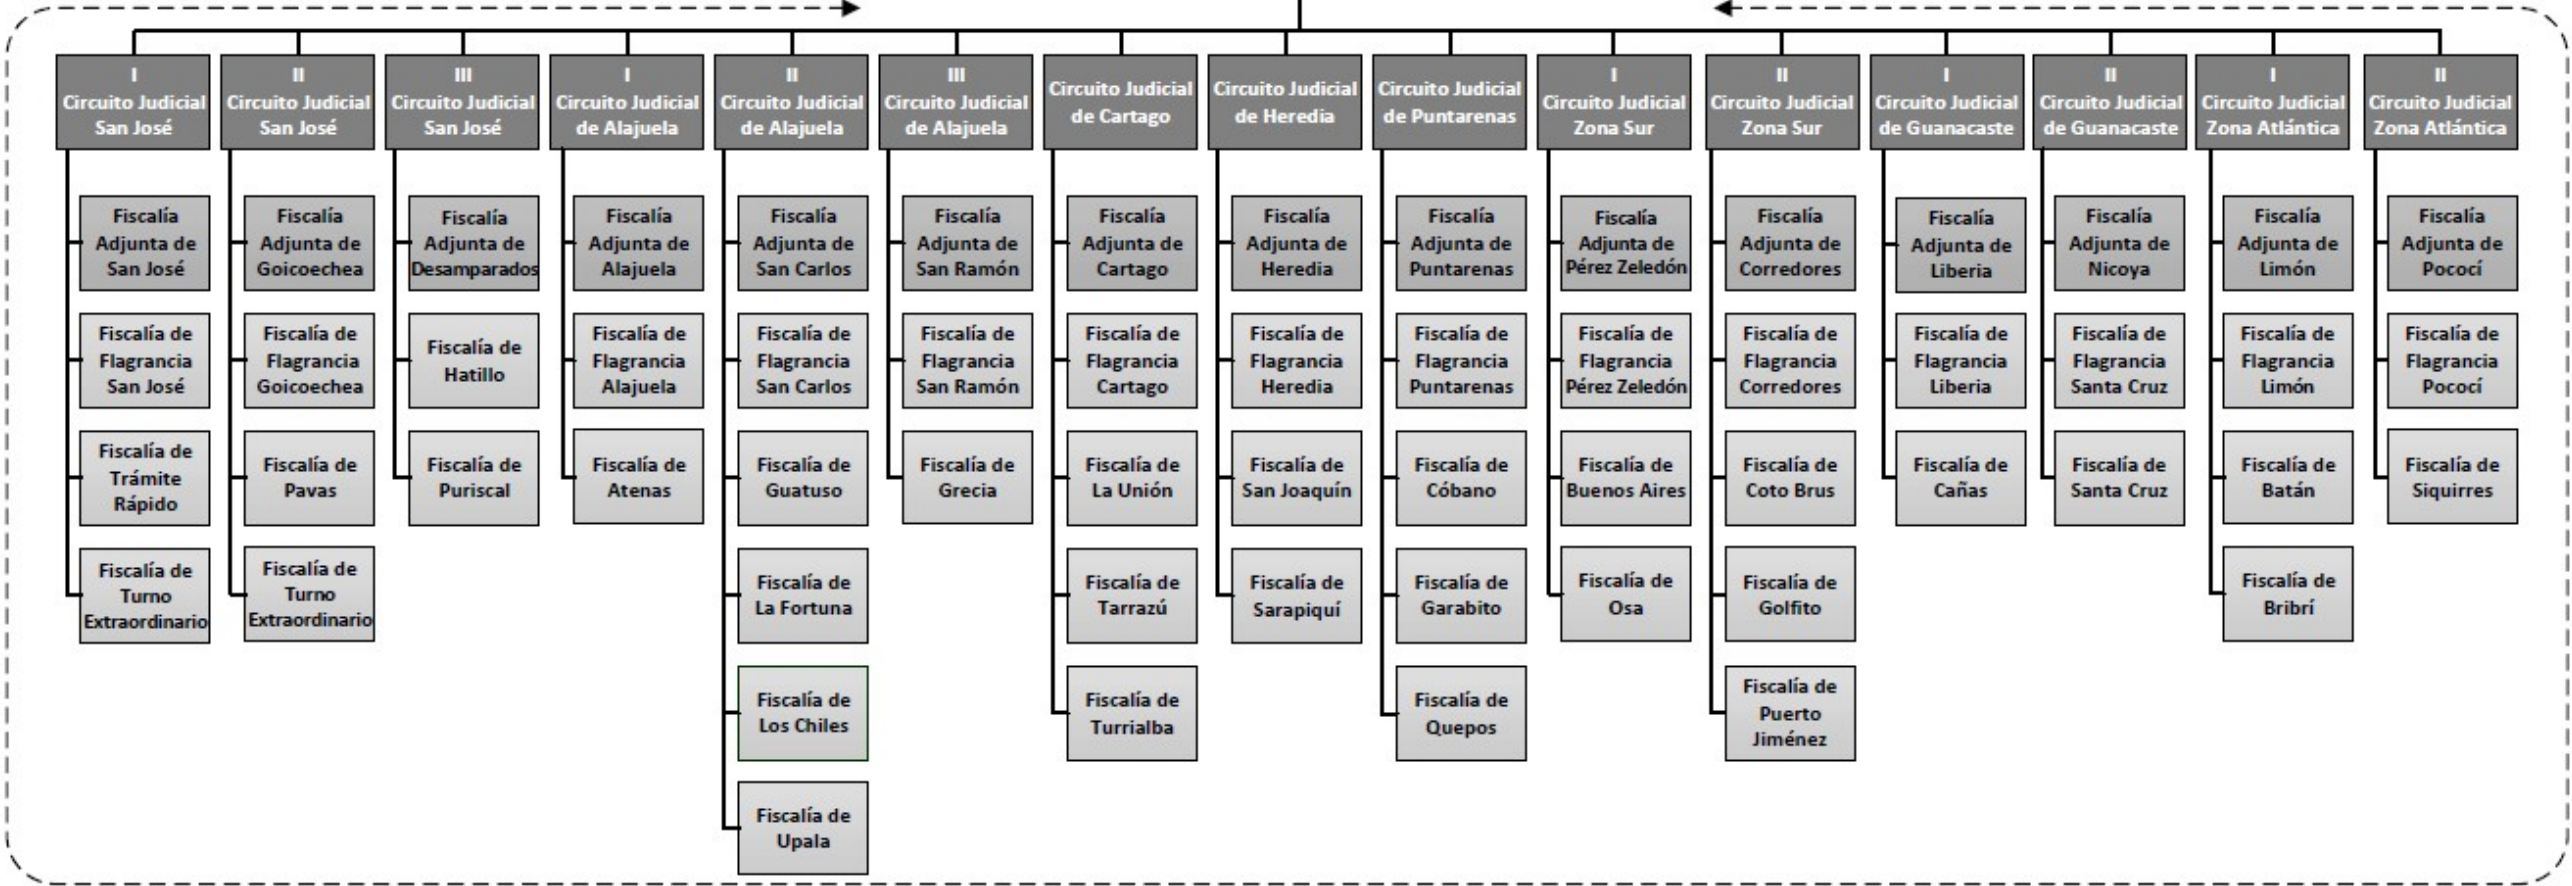 I
Circuito Judicial
San José
Fiscalía
Adjunta de
San José
Fiscalía de
Flagrancia
San José
Fiscalía de
Trámite
Rápido
Fiscalía de
Turno
Extraordinario
II
Circuito Judicial
San José
Fiscalía
Adjunta de
Goicoechea
Fiscalía de
Flagrancia
Goicoechea
Fiscalía de
Pavas
Fiscalía de
Turno
Extraordinario
III
Circuito Judicial
San José
Fiscalía
Adjunta de
Desamparados
Fiscalía de
Hatillo
Fiscalía de
Puriscal
I
Circuito Judicial
de Alajuela
Fiscalía
Adjunta de
Alajuela
Fiscalía de
Flagrancia
Alajuela
Fiscalía de
Atenas
II
Circuito Judicial
de Alajuela
Fiscalía
Adjunta de
San Carlos
Fiscalía de
Flagrancia
San Carlos
Fiscalía de
Guatuso
Fiscalía de
La Fortuna
Fiscalía de
Los Chiles
Fiscalía de
Upala
III
Circuito Judicial
de Alajuela
Fiscalía
Adjunta de
San Ramón
Fiscalía de
Flagrancia
San Ramón
Fiscalía de
Grecia
Circuito Judicial
de Cartago
Fiscalía
Adjunta de
Cartago
Fiscalía de
Flagrancia
Cartago
Fiscalía de
La Unión
Fiscalía de
Tarrazú
Fiscalía de
Turrialba
Circuito Judicial
de Heredia
Fiscalía
Adjunta de
Heredia
Fiscalía de
Flagrancia
Heredia
Fiscalía de
San Joaquín
Fiscalía de
Sarapiquí
Circuito Judicial
de Puntarenas
Fiscalía
Adjunta de
Puntarenas
Fiscalía de
Flagrancia
Puntarenas
Fiscalía de
Cóbano
Fiscalía de
Garabito
Fiscalía de
Quepos
I
Circuito Judicial
Zona Sur
Fiscalía
Adjunta de
Pérez Zeledón
Fiscalía de
Flagrancia
Pérez Zeledón
Fiscalía de
Buenos Aires
Fiscalía de
Osa
II
Circuito Judicial
Zona Sur
Fiscalía
Adjunta de
Corredores
Fiscalía de
Flagrancia
Corredores
Fiscalía de
Coto Brus
Fiscalía de
Golfito
Fiscalía de
Puerto
Jiménez
I
Circuito Judicial
de Guanacaste
Fiscalía
Adjunta de
Liberia
Fiscalía de
Flagrancia
Liberia
Fiscalía de
Cañas
II
Circuito Judicial
de Guanacaste
Fiscalía
Adjunta de
Nicoya
Fiscalía de
Flagrancia
Santa Cruz
Fiscalía de
Santa Cruz
I
Circuito Judicial
Zona Atlántica
Fiscalía
Adjunta de
Limón
Fiscalía de
Flagrancia
Limón
Fiscalía de
Batán
Fiscalía de
Bribrí
II
Circuito Judicial
Zona Atlántica
Fiscalía
Adjunta de
Pococí
Fiscalía de
Flagrancia
Pococí
Fiscalía de
Siquirres